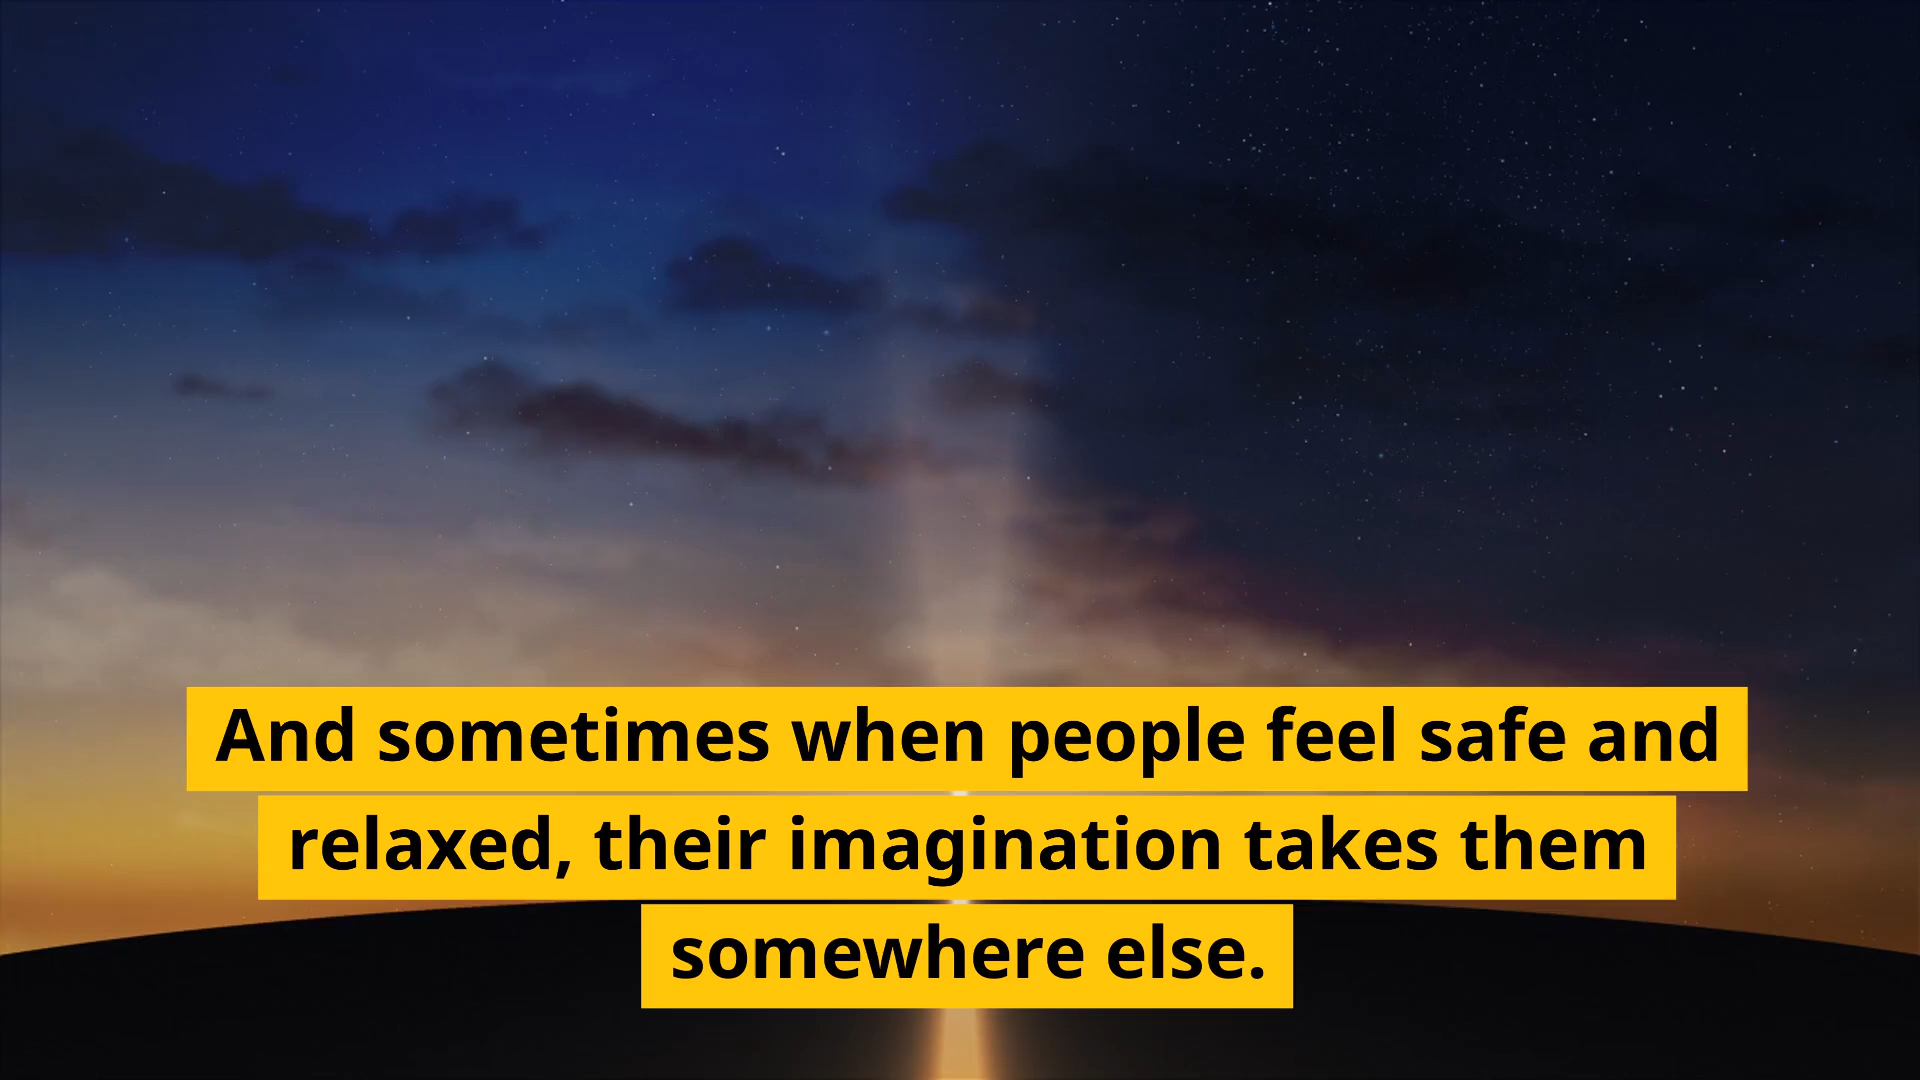 And sometimes when people feel safe and
relaxed, their imagination takes them
somewhere else.